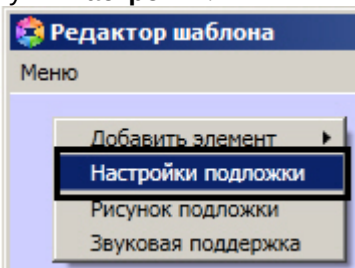 Редактор шаблона
Меню
Добавить элемент
Настройки подложки
Рисунок подложки
Звуковая поддержка